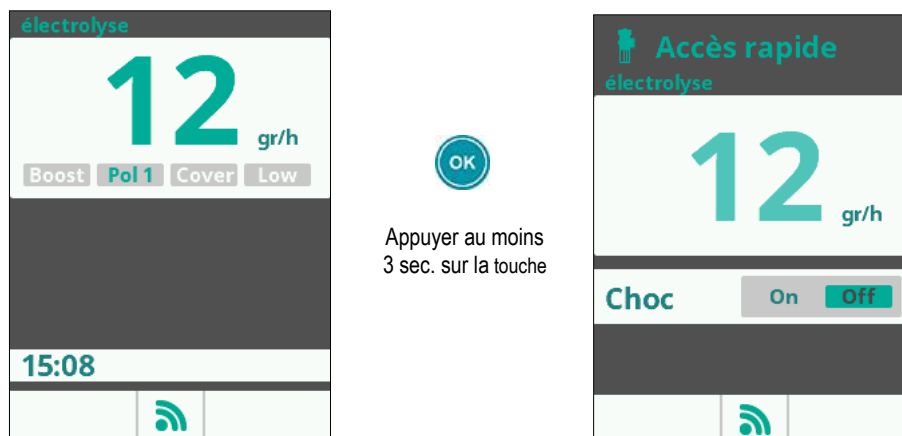 électrolyse
12 gr/h
Boost Pol 1 Cover Low
15:08
OK
Appuyer au moins
3 sec. sur la touche
Accès rapide
électrolyse
12 gr/h
Choc On Off